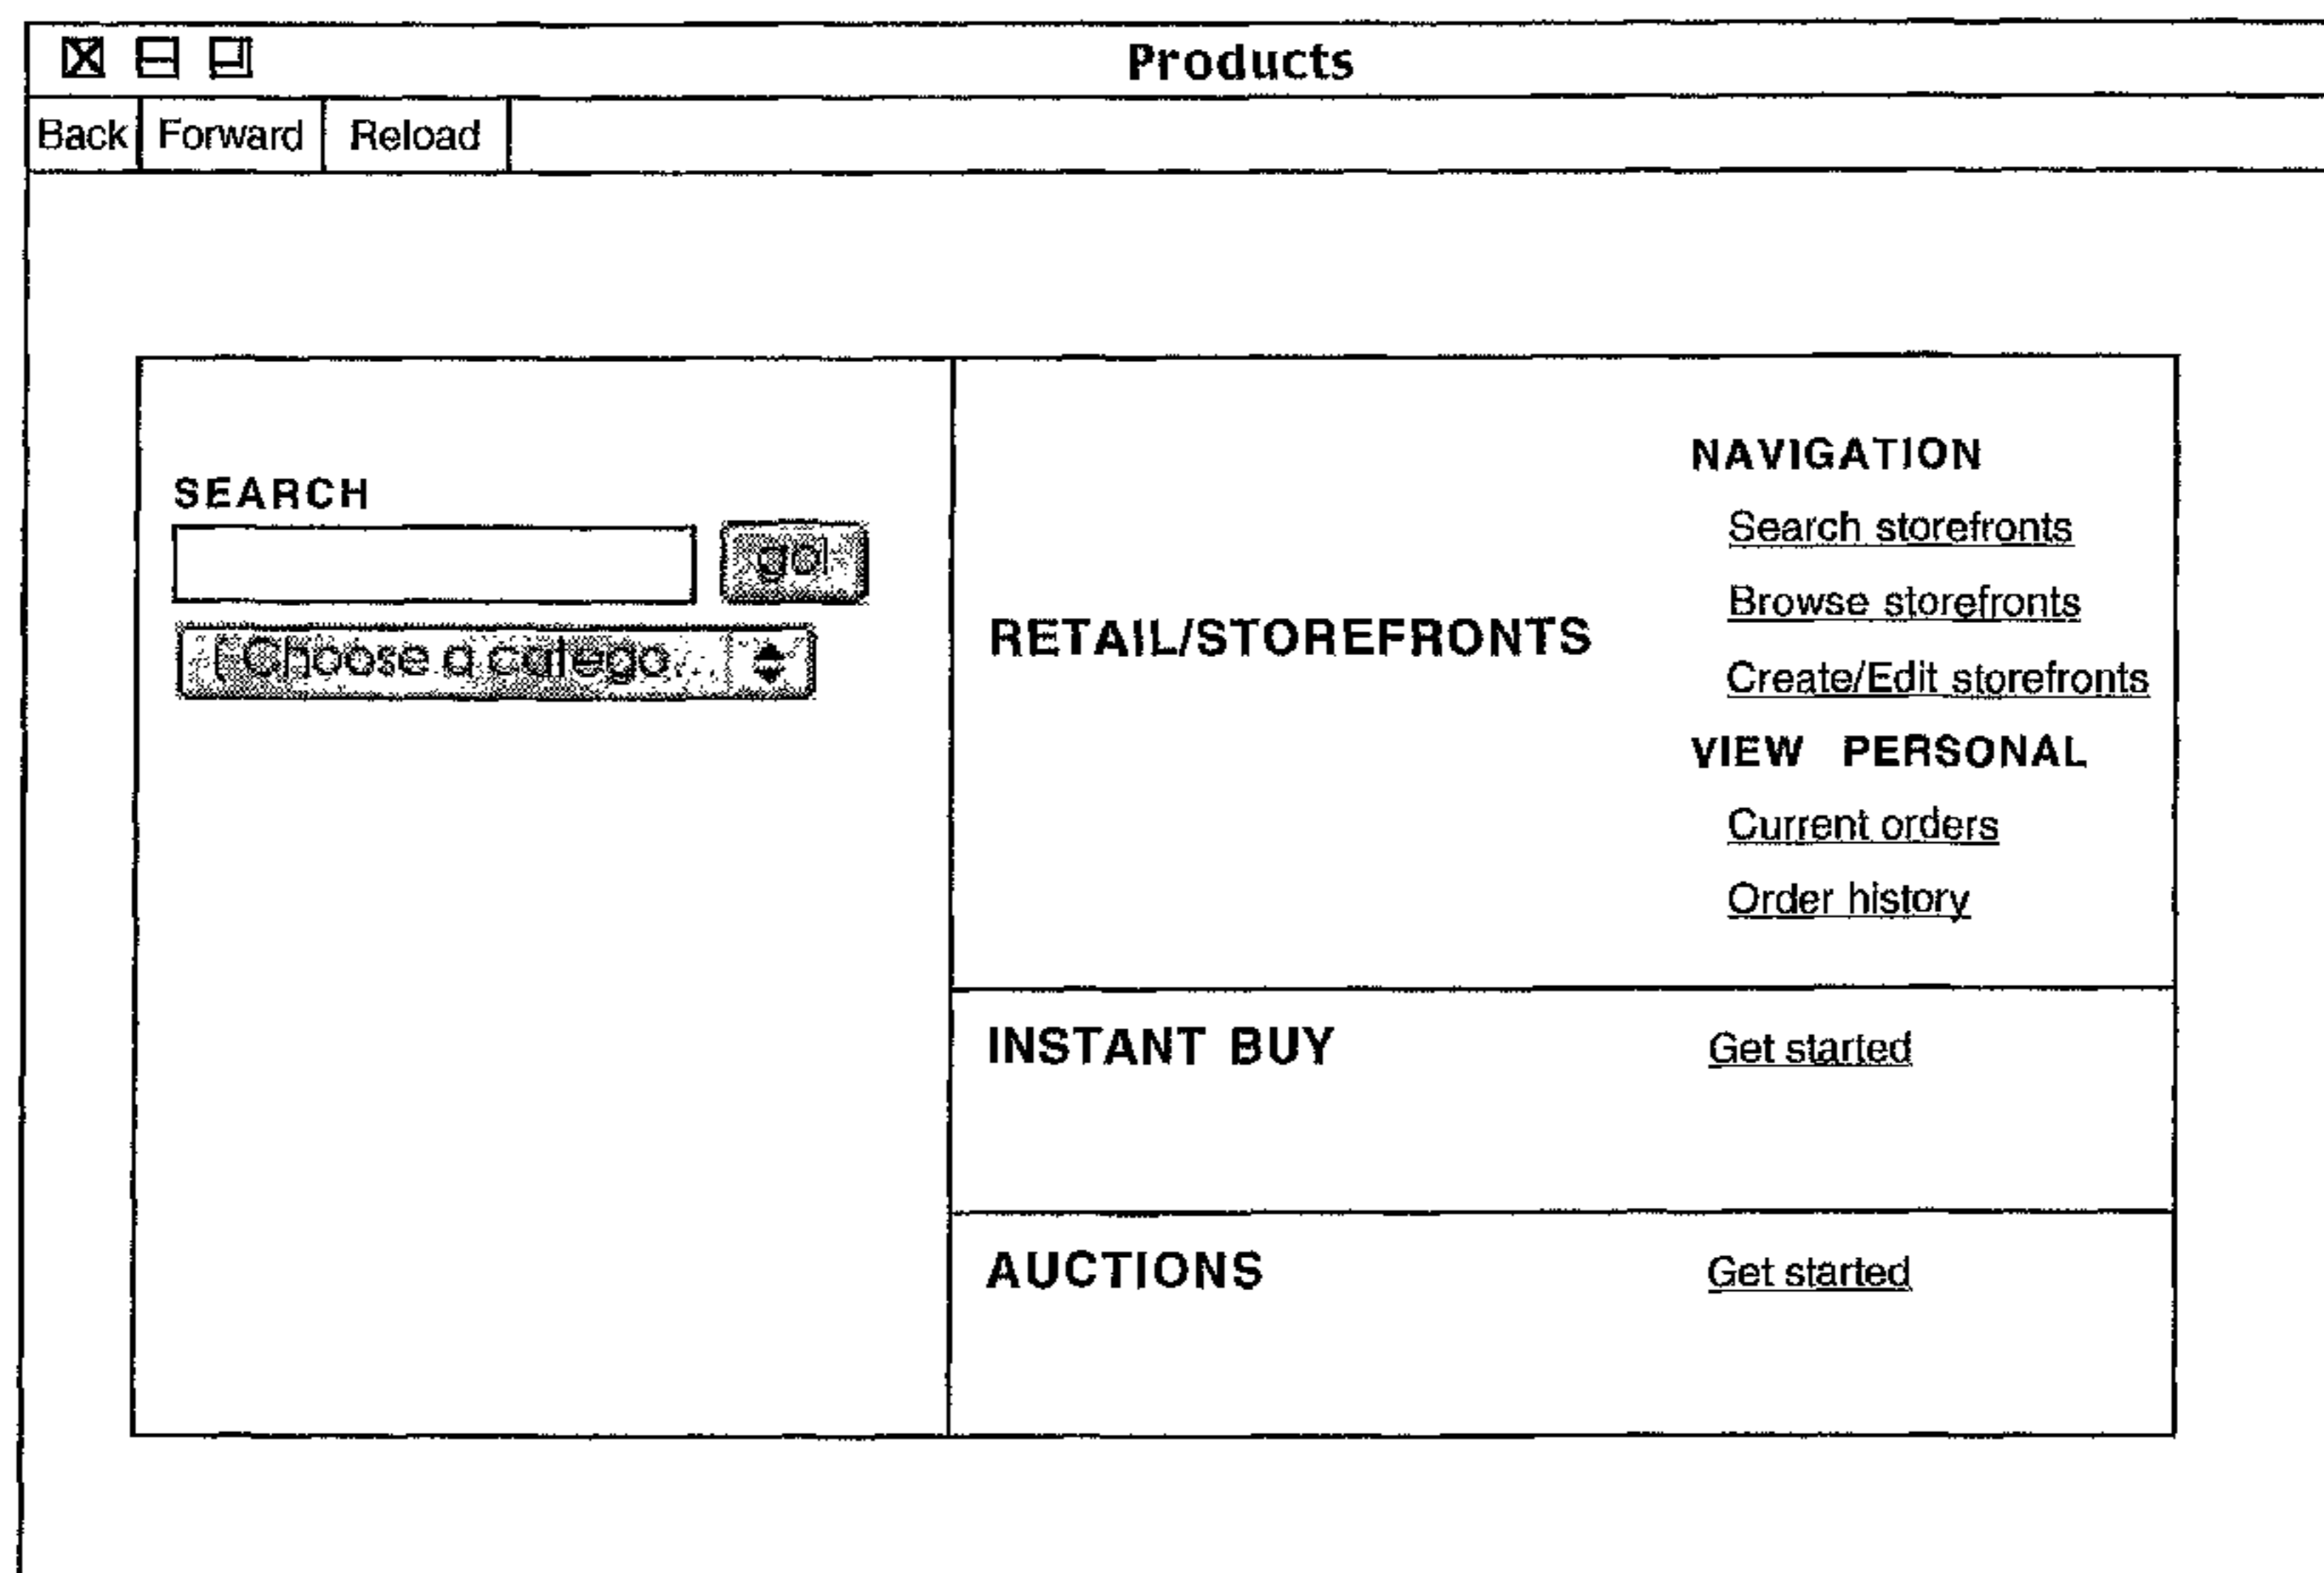 Products
Back Forward Reload
SEARCH
go!
[ Choose a catego...
RETAIL/STOREFRONTS
NAVIGATION
Search storefronts
Browse storefronts
Create/Edit storefronts
VIEW PERSONAL
Current orders
Order history
INSTANT BUY
Get started
AUCTIONS
Get started